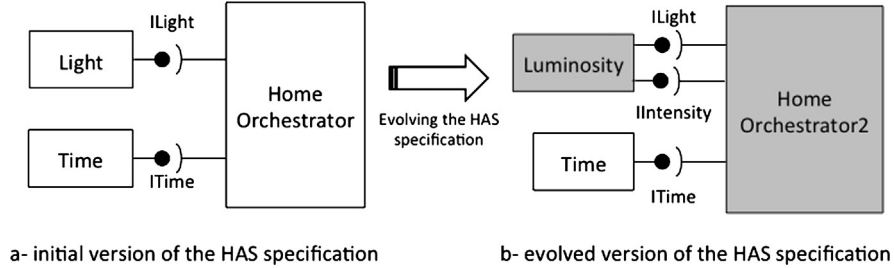 ILight
Light
Home
Orchestrator
Time
ITime
Evolving the HAS
specification
ILight
Luminosity
IIntensity
Home
Orchestrator2
Time
ITime
a- initial version of the HAS specification
b- evolved version of the HAS specification